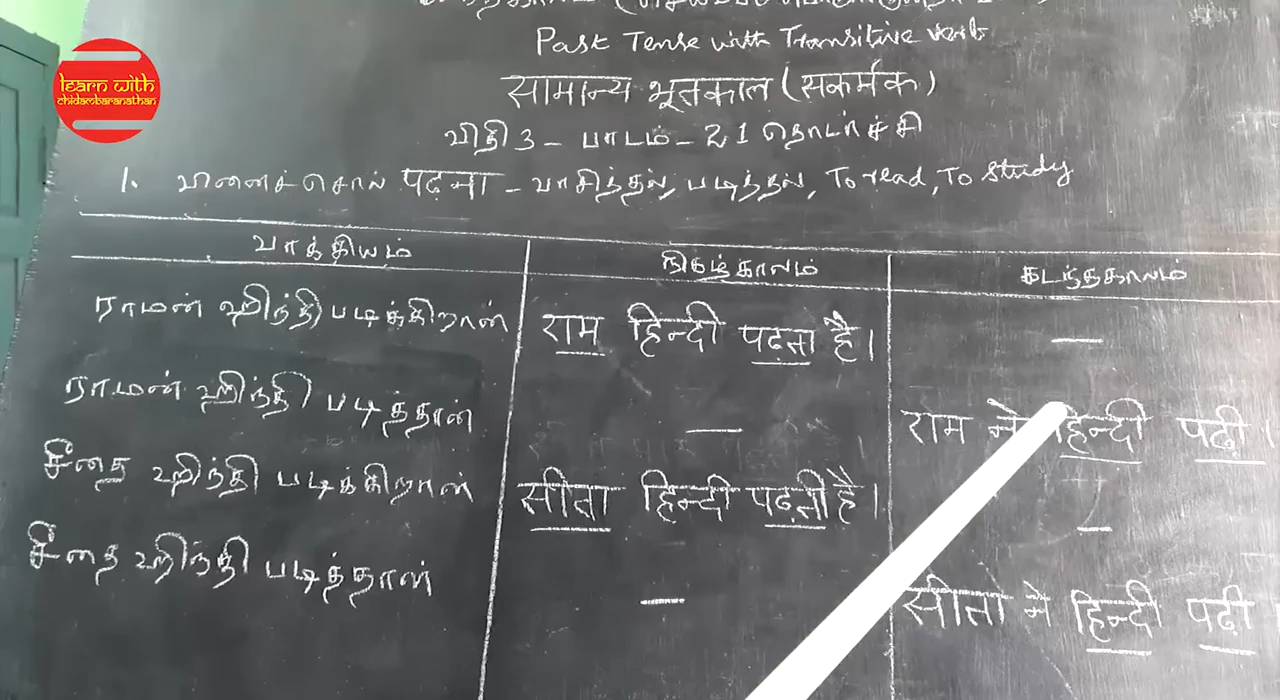 Past Tense with Transitive verb
learn with
chidambaranathan
सामान्य भूतकाल (सकर्मक)
விதி 3 - பாடம் - 21 தொடர்ச்சி
1. வினைச்சொல் पढ़ना - வாசித்தல், படித்தல், To read, To study
வாக்கியம் நிகழ்காலம் கடந்தகாலம்
ராமன் ஹிந்தி படிக்கிறான் राम हिन्दी पढ़ता है। —
ராமன் ஹிந்தி படித்தான் — राम ने हिन्दी पढ़ी।
சீதை ஹிந்தி படிக்கிறாள் सीता हिन्दी पढ़ती है। —
சீதை ஹிந்தி படித்தாள் — सीता ने हिन्दी पढ़ी।